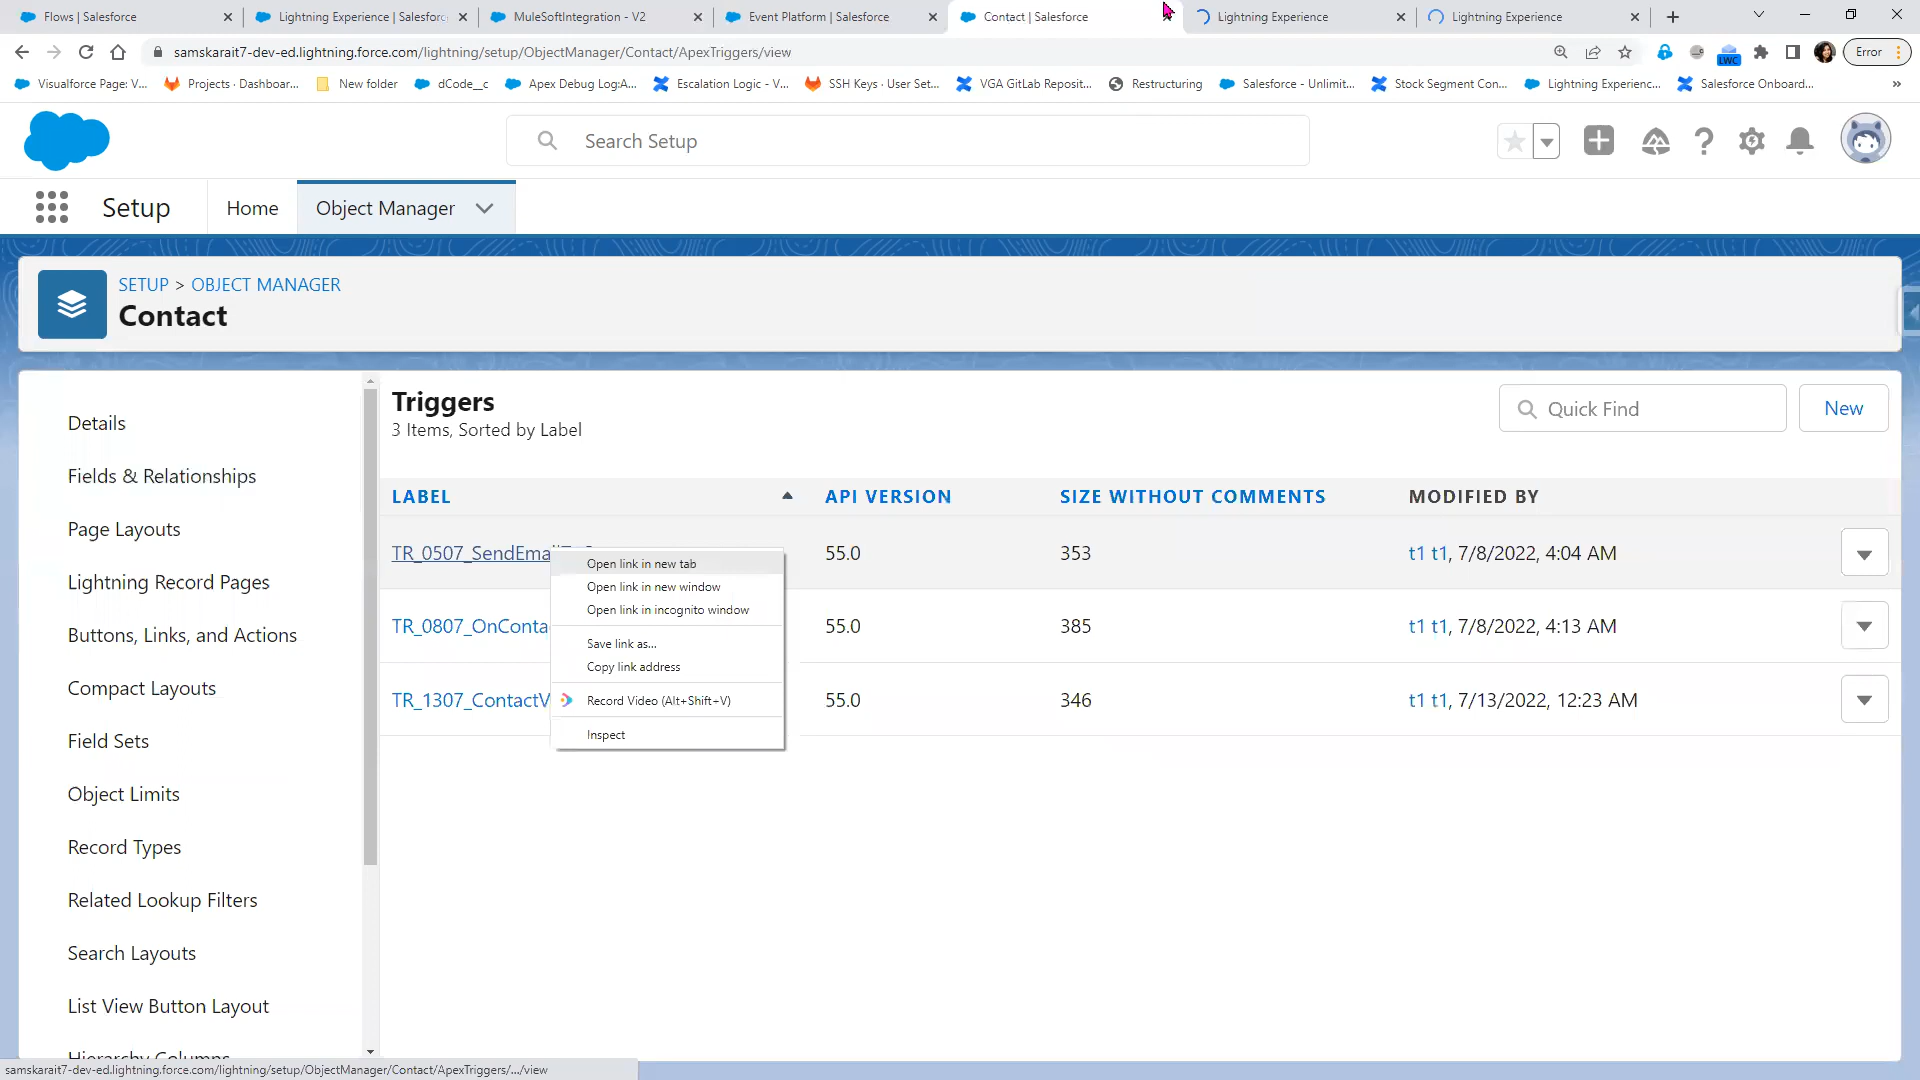 Flows | Salesforce
Lightning Experience | Salesforc
MuleSoftIntegration - V2
Event Platform | Salesforce
Contact | Salesforce
Lightning Experience
Lightning Experience
samskarait7-dev-ed.lightning.force.com/lightning/setup/ObjectManager/Contact/ApexTriggers/view
LWC
Error
Visualforce Page: V...
Projects · Dashboar...
New folder
dCode__c
Apex Debug Log:A...
Escalation Logic - V...
SSH Keys · User Set...
VGA GitLab Reposit...
Restructuring
Salesforce - Unlimit...
Stock Segment Con...
Lightning Experienc...
Salesforce Onboard...
Search Setup
Setup
Home
Object Manager
SETUP > OBJECT MANAGER
Contact
Details
Fields & Relationships
Page Layouts
Lightning Record Pages
Buttons, Links, and Actions
Compact Layouts
Field Sets
Object Limits
Record Types
Related Lookup Filters
Search Layouts
List View Button Layout
Hierarchy Columns
Triggers
3 Items, Sorted by Label
Quick Find
New
LABEL
API VERSION
SIZE WITHOUT COMMENTS
MODIFIED BY
TR_0507_SendEmail
55.0
353
t1 t1, 7/8/2022, 4:04 AM
TR_0807_OnConta
55.0
385
t1 t1, 7/8/2022, 4:13 AM
TR_1307_ContactV
55.0
346
t1 t1, 7/13/2022, 12:23 AM
Open link in new tab
Open link in new window
Open link in incognito window
Save link as...
Copy link address
Record Video (Alt+Shift+V)
Inspect
samskarait7-dev-ed.lightning.force.com/lightning/setup/ObjectManager/Contact/ApexTriggers/.../view